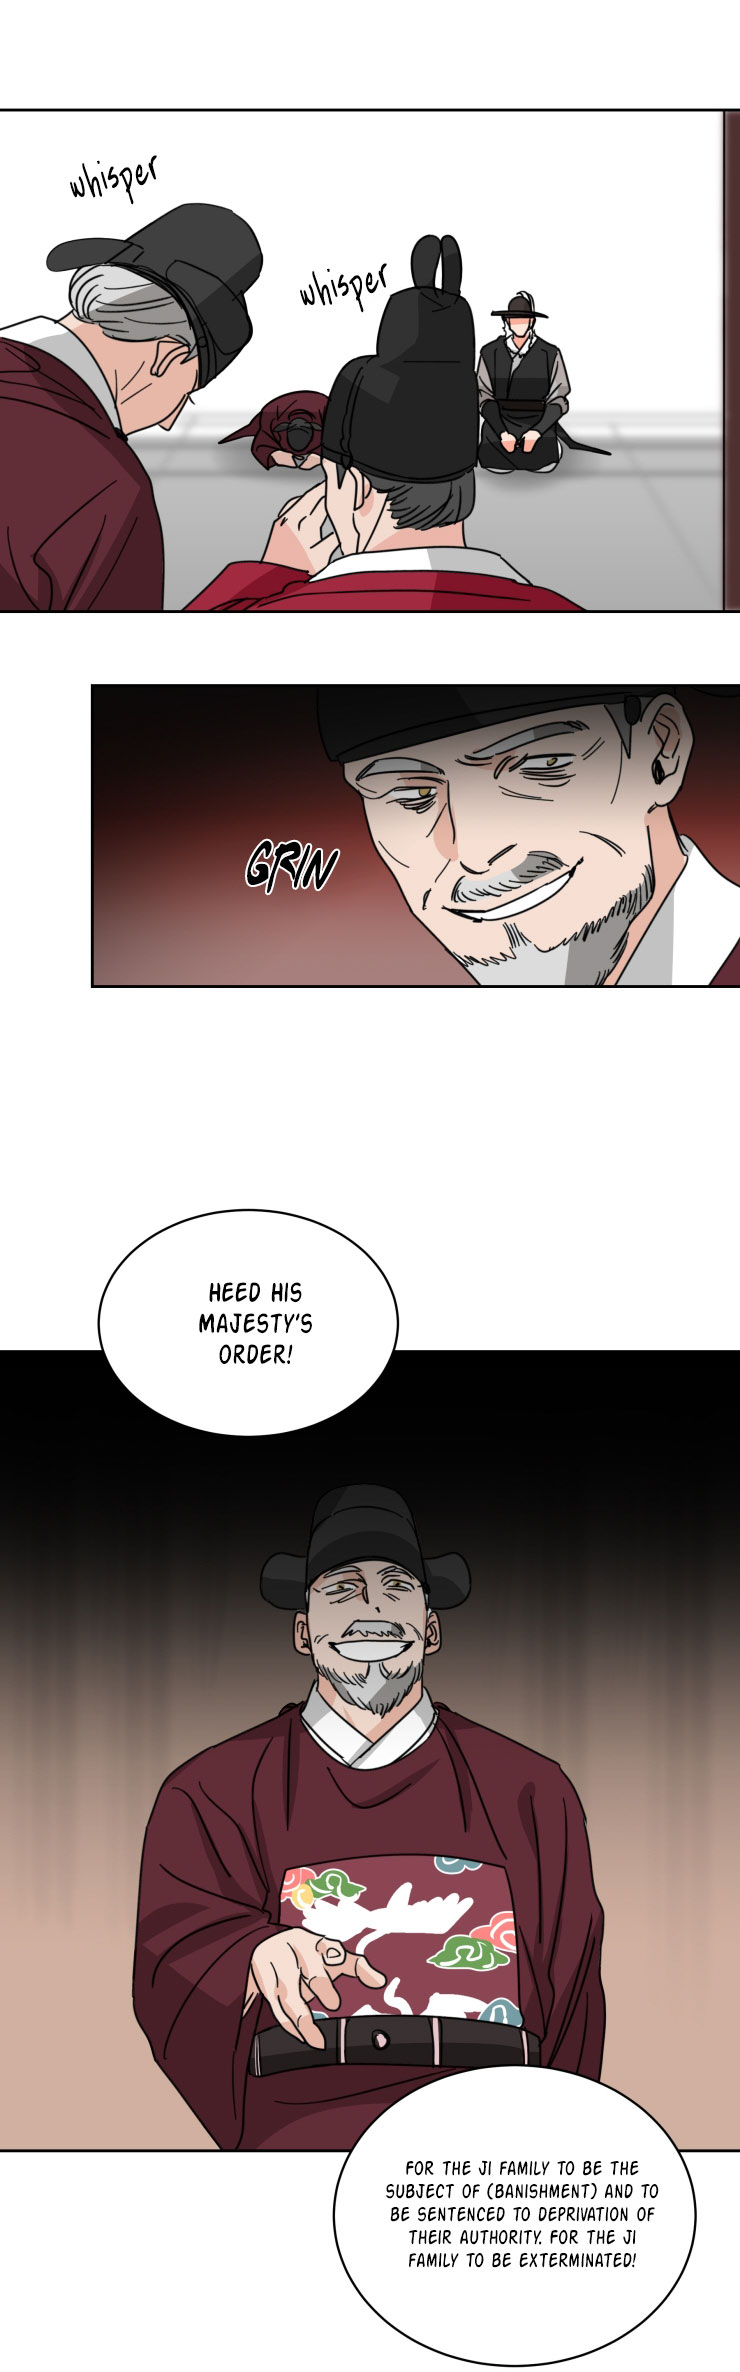 whisper
whisper
GRIN
HEED HIS
MAJESTY'S
ORDER!
FOR THE JI FAMILY TO BE THE
SUBJECT OF (BANISHMENT) AND TO
BE SENTENCED TO DEPRIVATION OF
THEIR AUTHORITY. FOR THE JI
FAMILY TO BE EXTERMINATED!